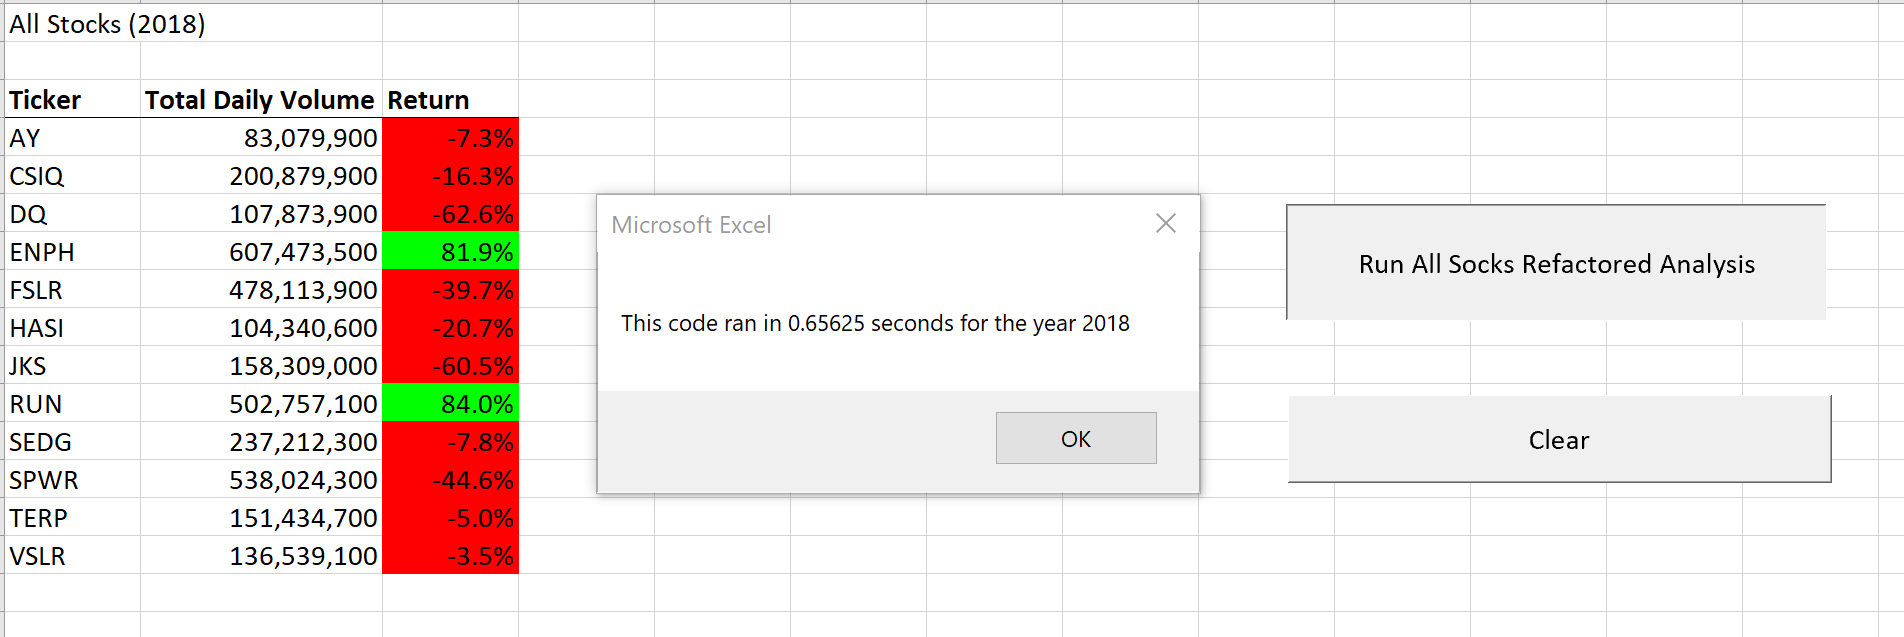 All Stocks (2018)
Ticker Total Daily Volume Return
AY 83,079,900 -7.3%
CSIQ 200,879,900 -16.3%
DQ 107,873,900 -62.6%
ENPH 607,473,500 81.9%
FSLR 478,113,900 -39.7%
HASI 104,340,600 -20.7%
JKS 158,309,000 -60.5%
RUN 502,757,100 84.0%
SEDG 237,212,300 -7.8%
SPWR 538,024,300 -44.6%
TERP 151,434,700 -5.0%
VSLR 136,539,100 -3.5%
Microsoft Excel
This code ran in 0.65625 seconds for the year 2018
OK
Run All Socks Refactored Analysis
Clear